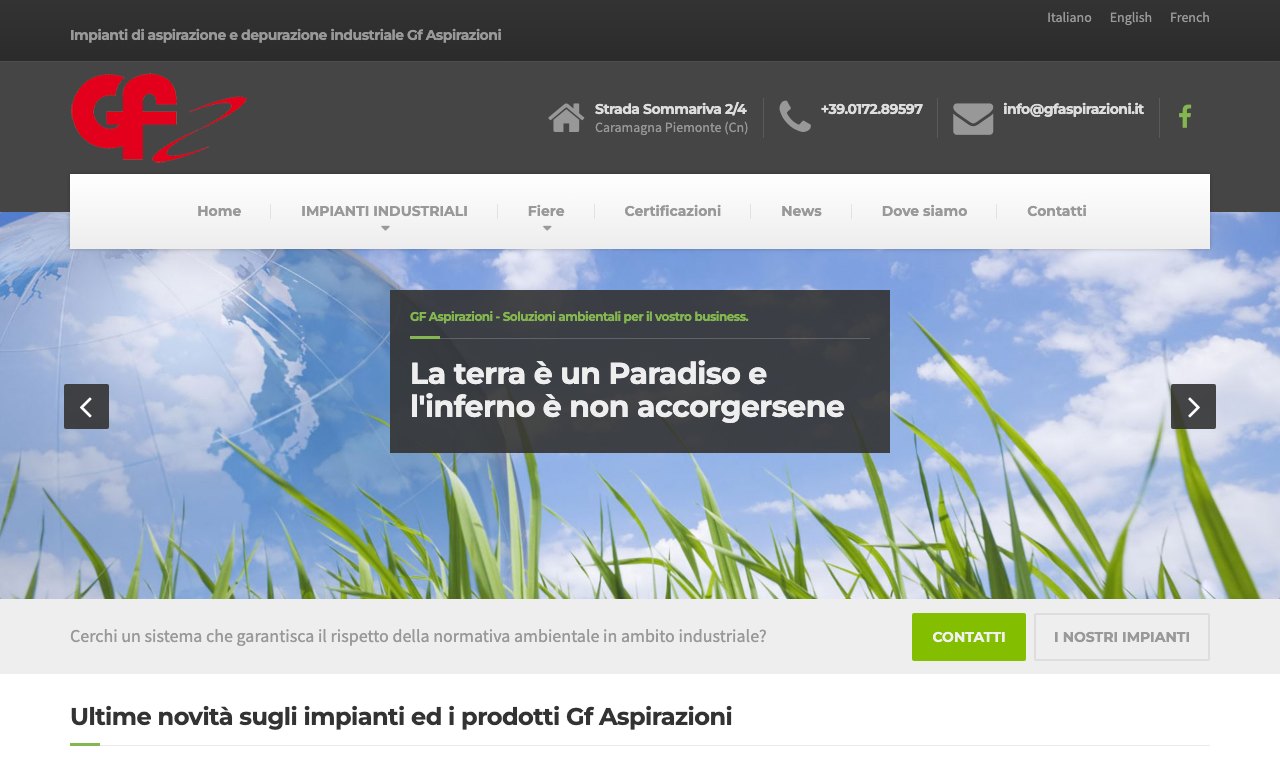 Italiano English French
Impianti di aspirazione e depurazione industriale Gf Aspirazioni
Gf
Strada Sommariva 2/4
Caramagna Piemonte (Cn)
+39.0172.89597
info@gfaspirazioni.it
Home IMPIANTI INDUSTRIALI Fiere Certificazioni News Dove siamo Contatti
GF Aspirazioni - Soluzioni ambientali per il vostro business.
La terra è un Paradiso e
l'inferno è non accorgersene
Cerchi un sistema che garantisca il rispetto della normativa ambientale in ambito industriale?
CONTATTI
I NOSTRI IMPIANTI
Ultime novità sugli impianti ed i prodotti Gf Aspirazioni